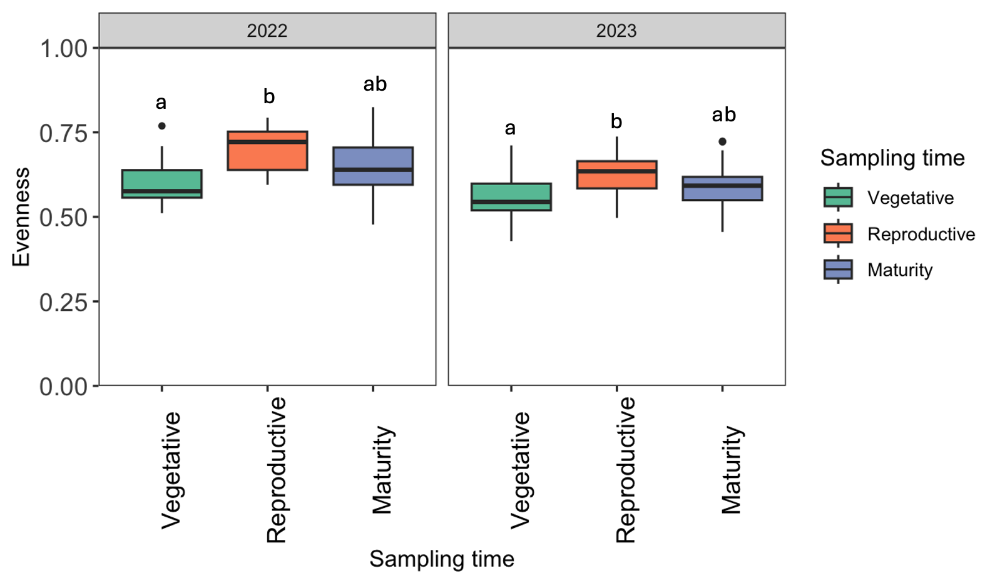 2022
2023
1.00
0.75
0.50
0.25
0.00
Evenness
a
b
ab
a
b
ab
Vegetative
Reproductive
Maturity
Vegetative
Reproductive
Maturity
Sampling time
Sampling time
Vegetative
Reproductive
Maturity